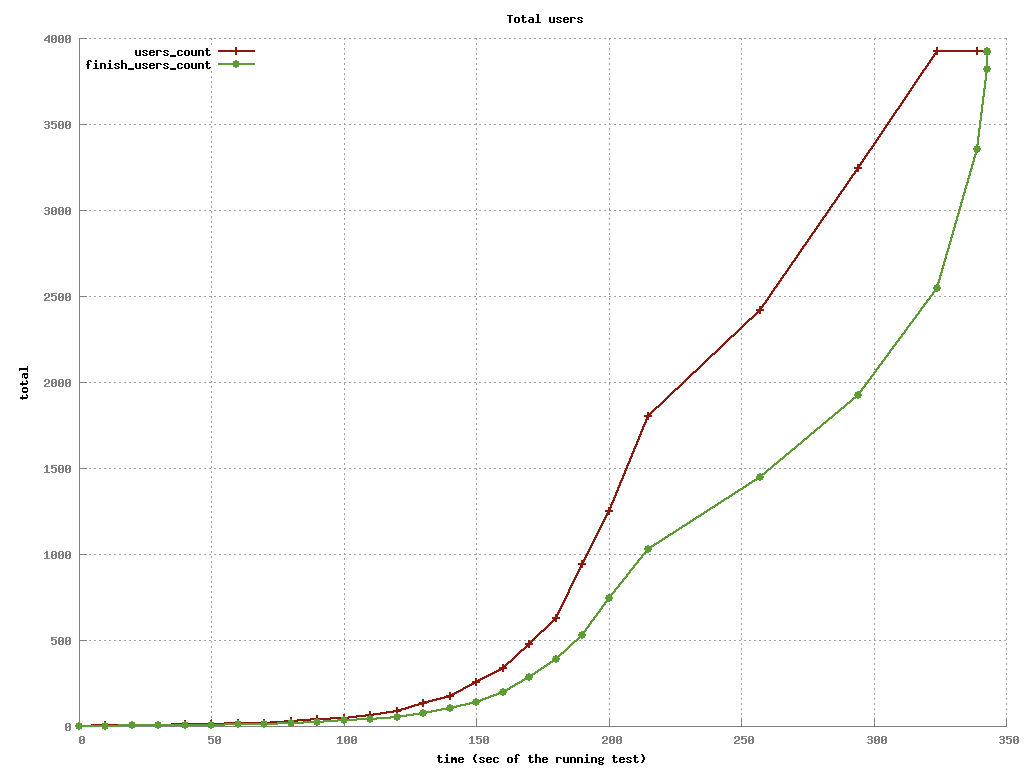 Total users
users_count
finish_users_count
4000
3500
3000
2500
2000
1500
1000
500
0
total
0 50 100 150 200 250 300 350
time (sec of the running test)